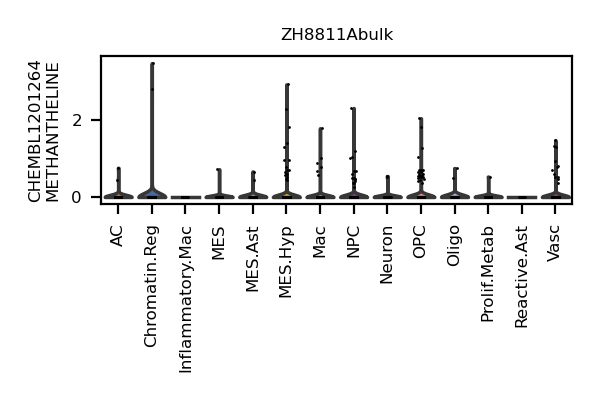 ZH8811Abulk
CHEMBL1201264
METHANTHELINE
2
0
AC
Chromatin.Reg
Inflammatory.Mac
MES
MES.Ast
MES.Hyp
Mac
NPC
Neuron
OPC
Oligo
Prolif.Metab
Reactive.Ast
Vasc